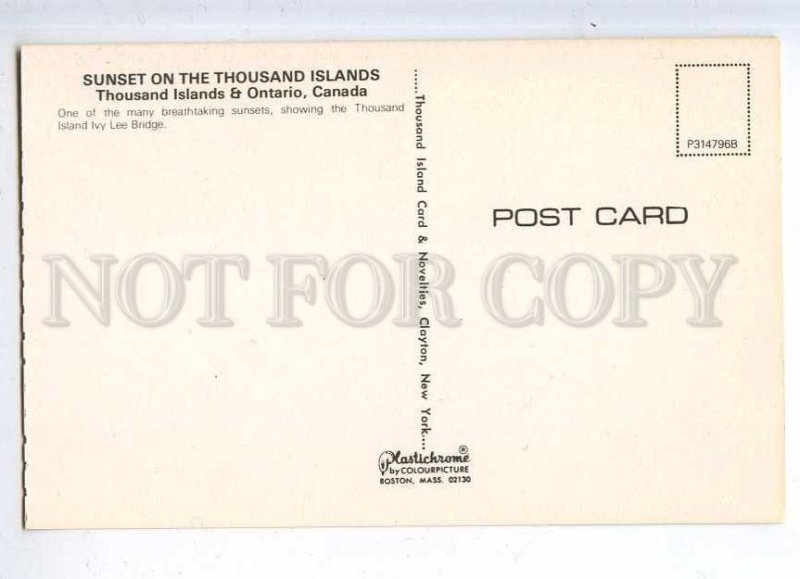 SUNSET ON THE THOUSAND ISLANDS
Thousand Islands & Ontario, Canada
One of the many breathtaking sunsets, showing the Thousand
Island Ivy Lee Bridge.
.....Thousand Island Card & Novelties, Clayton, New York....
P314796B
POST CARD
NOT FOR COPY
Plastichrome®
by COLOURPICTURE
BOSTON, MASS. 02130